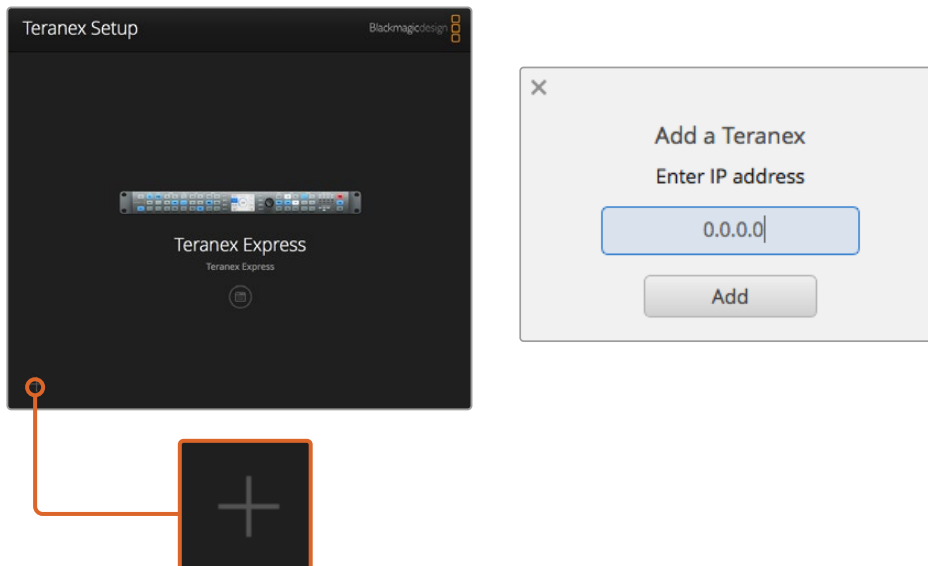 Teranex Setup
Blackmagicdesign
Teranex Express
Teranex Express
Add a Teranex
Enter IP address
0.0.0.0
Add